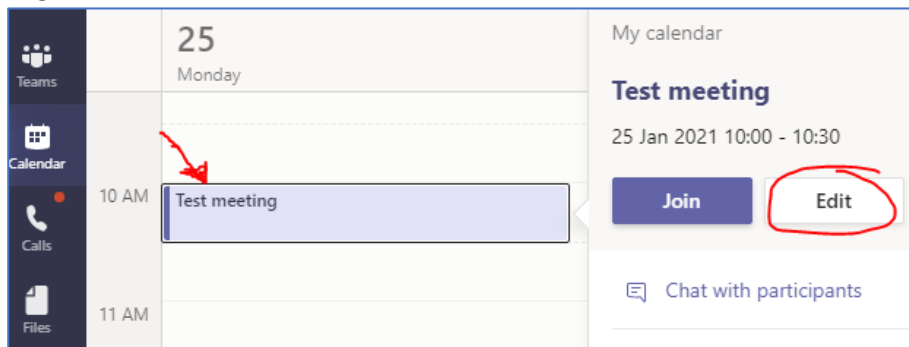 Teams
Calendar
Calls
Files
25
Monday
10 AM
Test meeting
11 AM
My calendar
Test meeting
25 Jan 2021 10:00 - 10:30
Join
Edit
Chat with participants